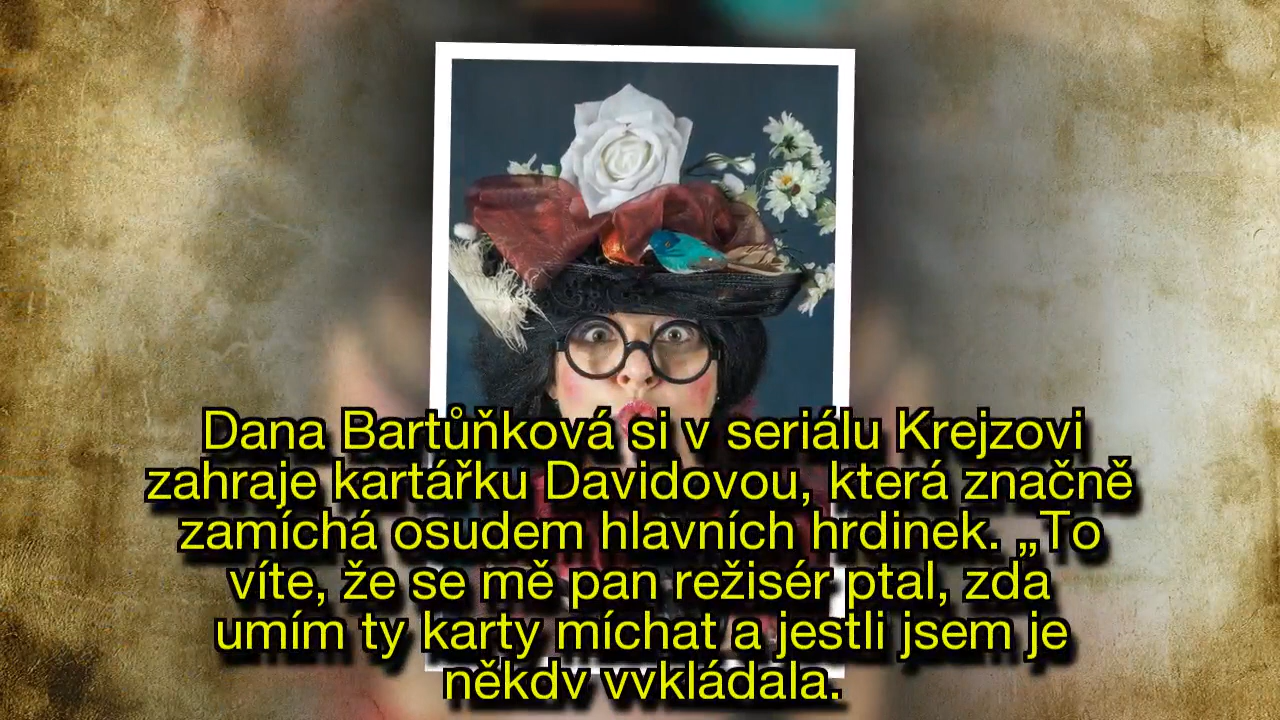 Dana Bartůňková si v seriálu Krejzovi
zahraje kartářku Davidovou, která značně
zamíchá osudem hlavních hrdinek. „To
víte, že se mě pan režisér ptal, zda
umím ty karty míchat a jestli jsem je
někdy vykládala.